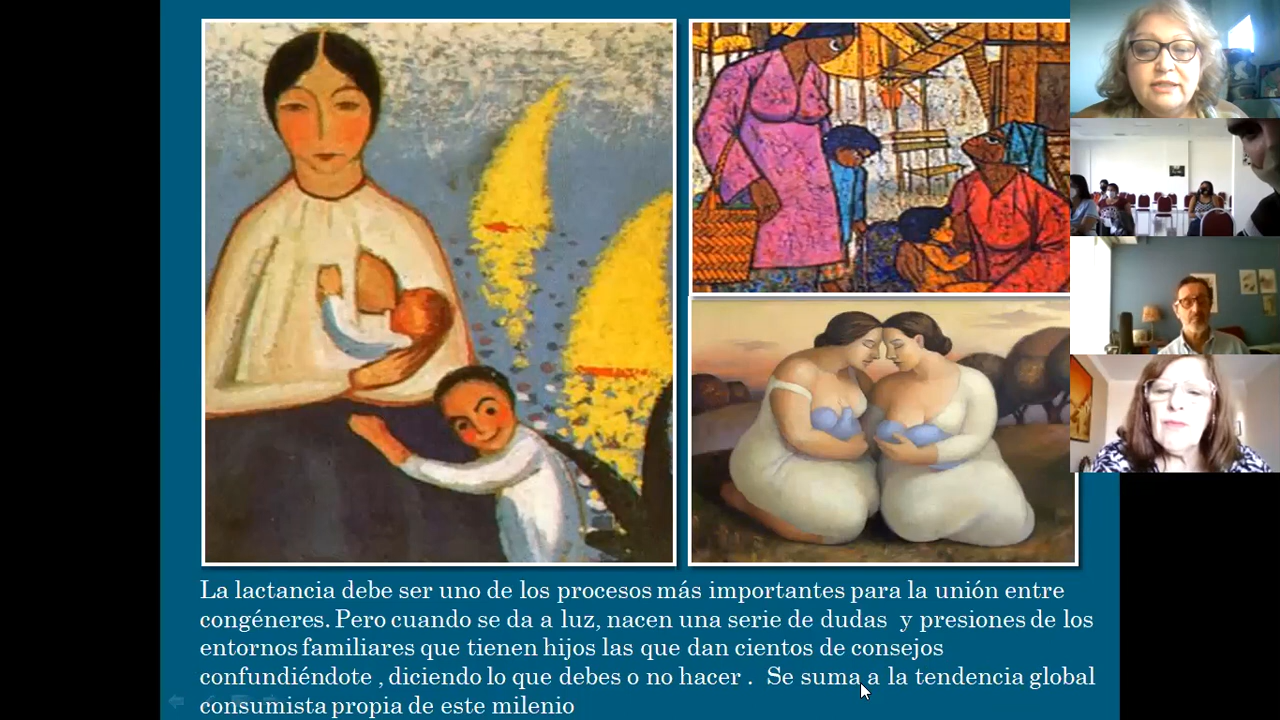 La lactancia debe ser uno de los procesos más importantes para la unión entre
congéneres. Pero cuando se da a luz, nacen una serie de dudas y presiones de los
entornos familiares que tienen hijos las que dan cientos de consejos
confundiéndote , diciendo lo que debes o no hacer . Se suma a la tendencia global
consumista propia de este milenio